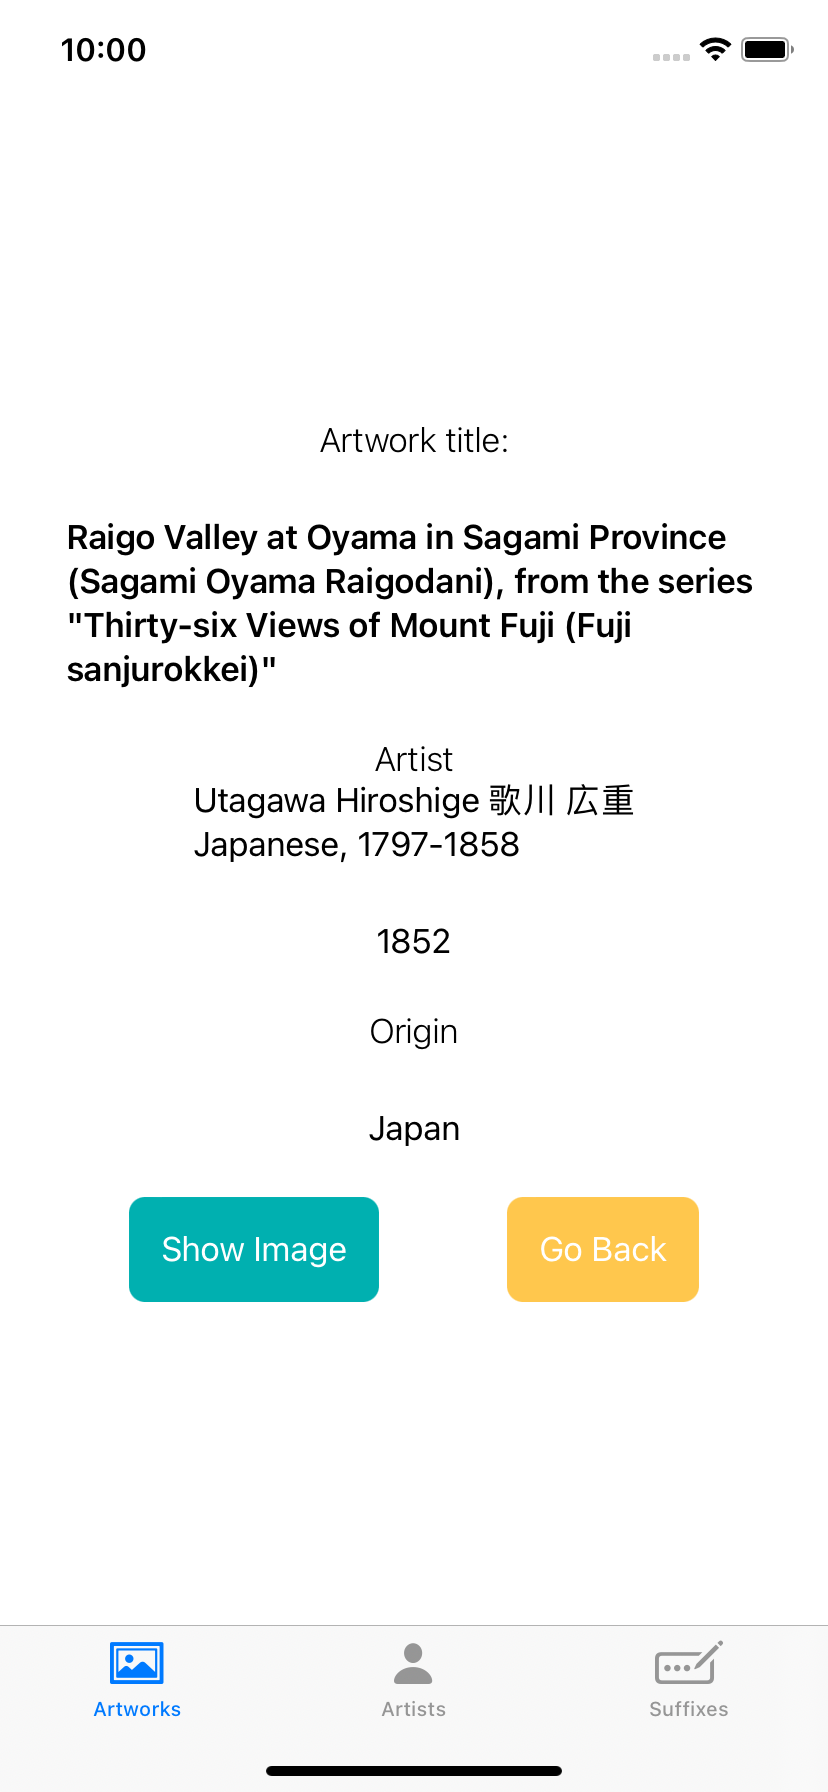 10:00
Artwork title:
Raigo Valley at Oyama in Sagami Province
(Sagami Oyama Raigodani), from the series
"Thirty-six Views of Mount Fuji (Fuji
sanjurokkei)"
Artist
Utagawa Hiroshige 歌川 広重
Japanese, 1797-1858
1852
Origin
Japan
Show Image
Go Back
Artworks
Artists
Suffixes